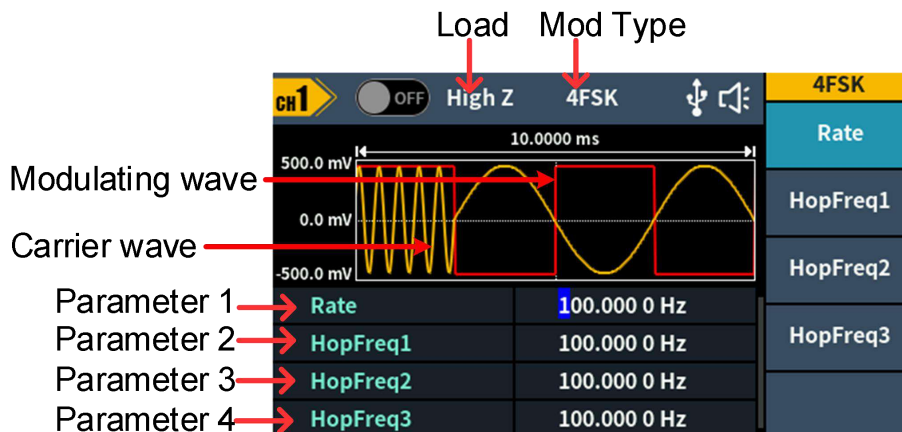 Load Mod Type
CH1 OFF High Z 4FSK 4FSK
Rate
10.0000 ms
500.0 mV
Modulating wave
HopFreq1
0.0 mV
Carrier wave
HopFreq2
-500.0 mV
Parameter 1 Rate 100.000 0 Hz
HopFreq3
Parameter 2 HopFreq1 100.000 0 Hz
Parameter 3 HopFreq2 100.000 0 Hz
Parameter 4 HopFreq3 100.000 0 Hz